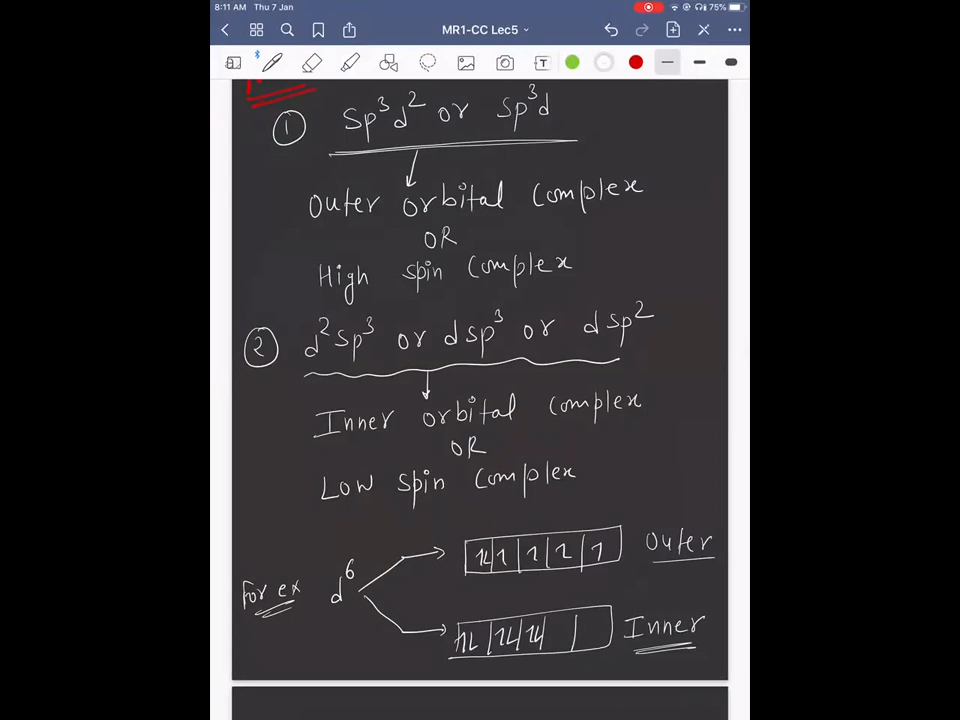 8:11 AM Thu 7 Jan 75%
MR1-CC Lec5
T
① sp³d² or sp³d
Outer orbital complex
OR
High spin complex
② d²sp³ or dsp³ or dsp²
Inner orbital complex
OR
Low spin complex
For ex d⁶
Outer
Inner